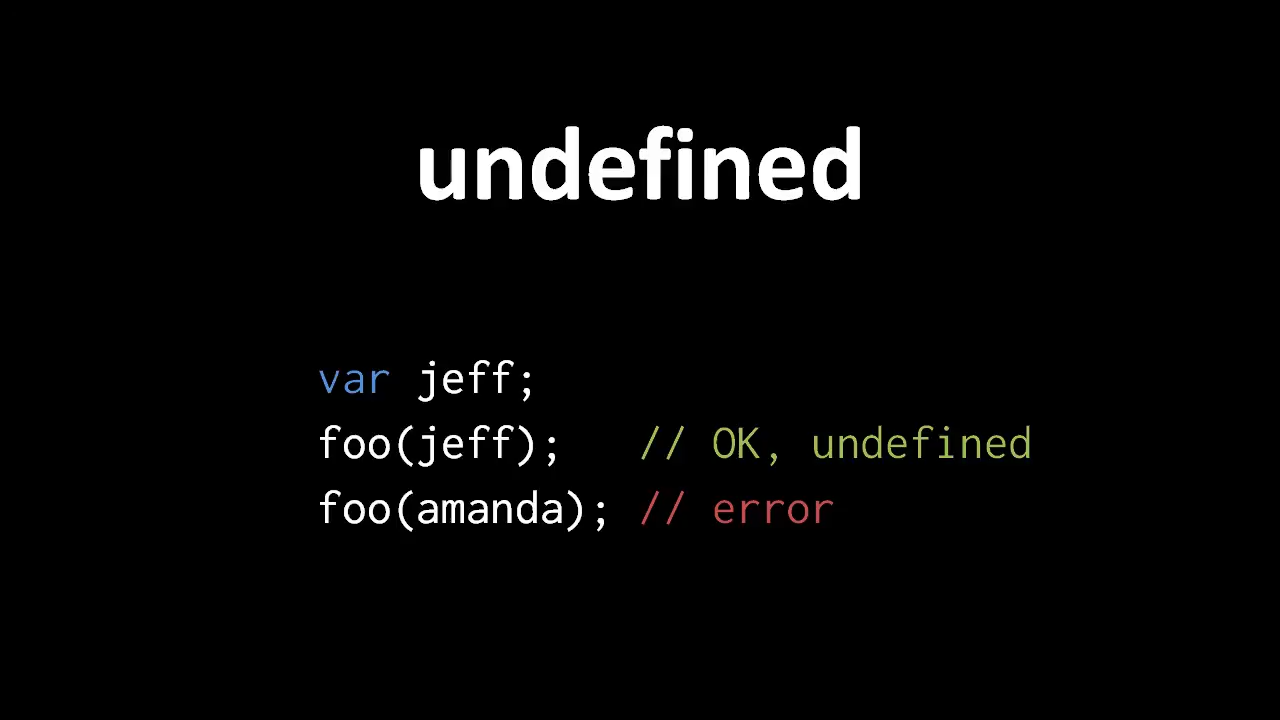 undefined
var jeff;
foo(jeff);   // OK, undefined
foo(amanda); // error